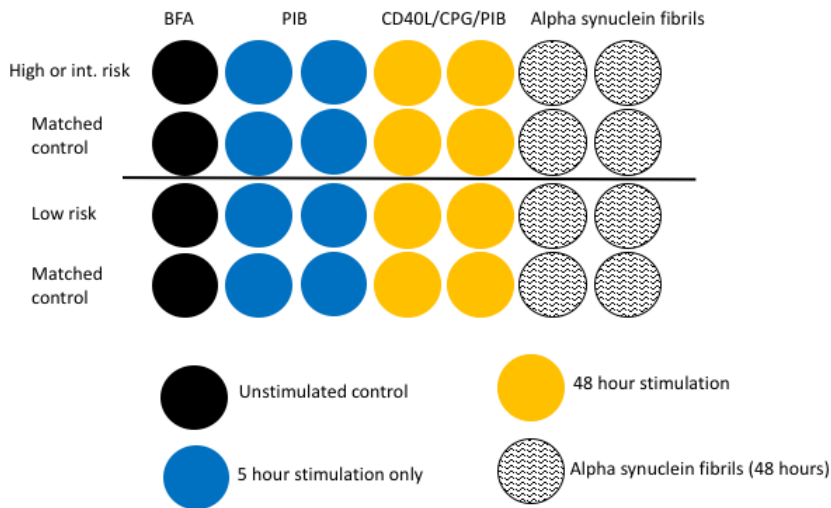 BFA PIB CD40L/CPG/PIB Alpha synuclein fibrils
High or int. risk
Matched
control
Low risk
Matched
control
Unstimulated control
48 hour stimulation
5 hour stimulation only
Alpha synuclein fibrils (48 hours)